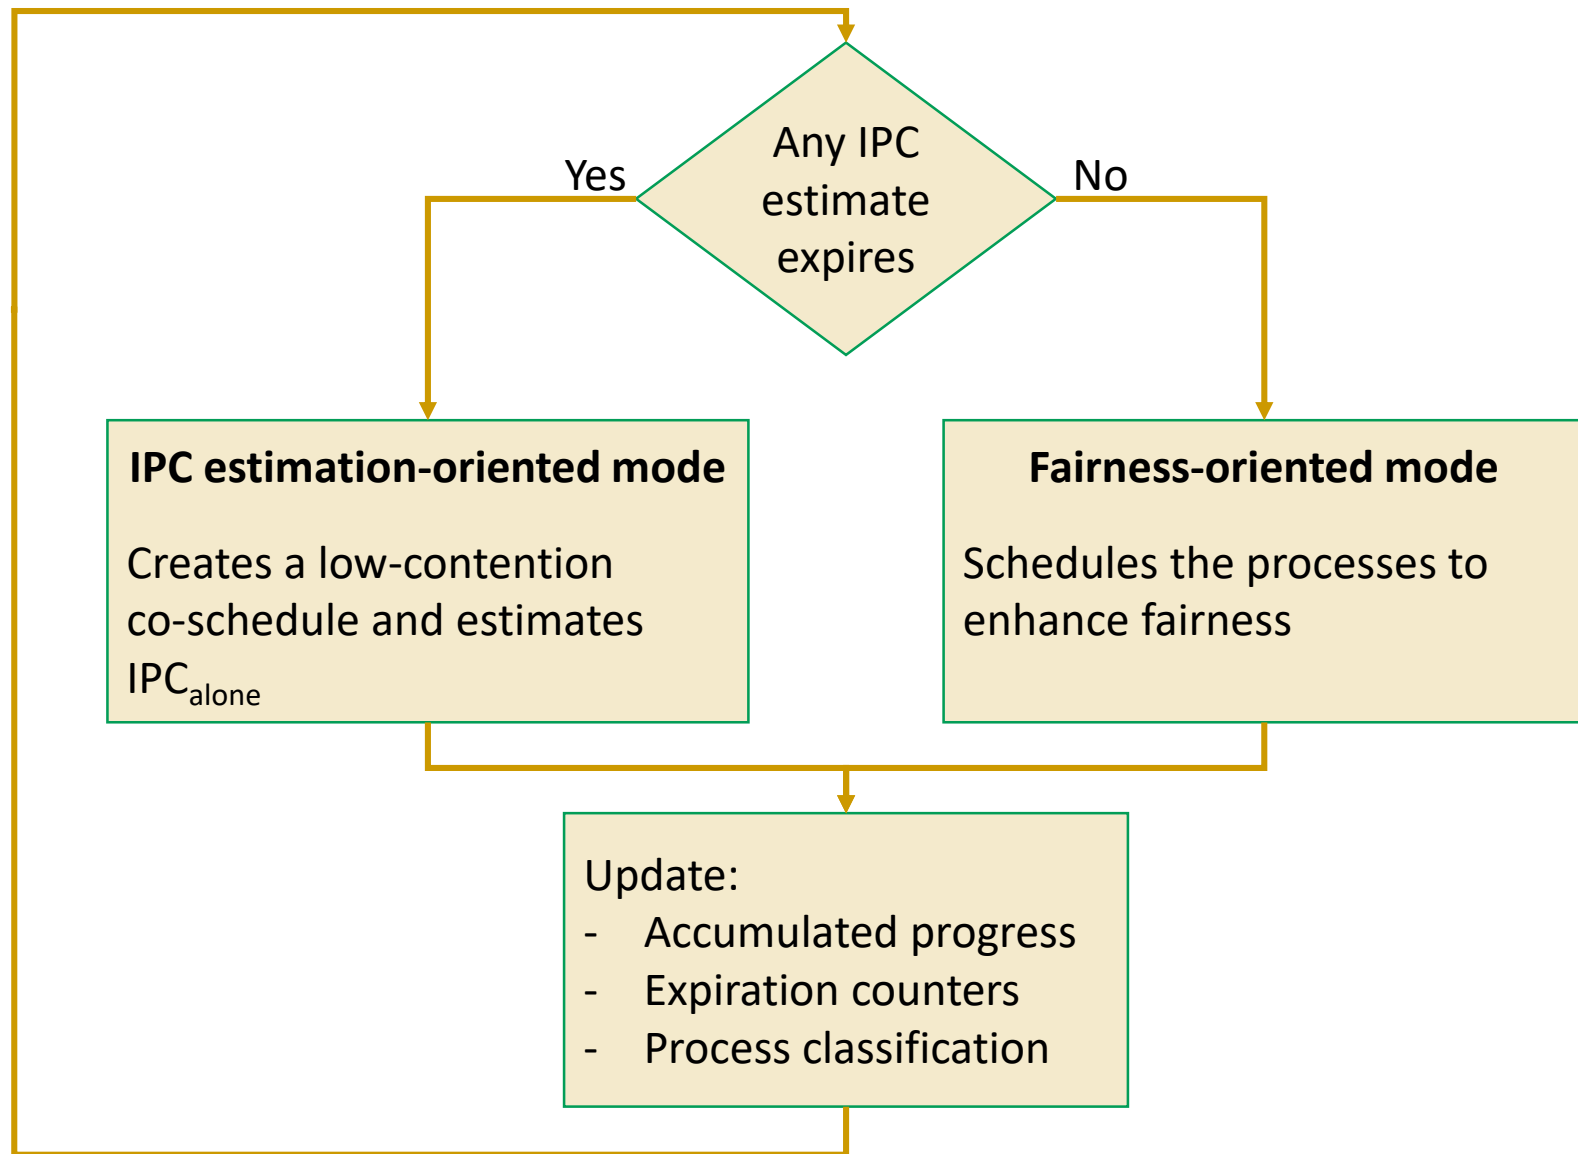 Any IPC
estimate
expires
Yes
No
IPC estimation-oriented mode
Creates a low-contention
co-schedule and estimates
IPCalone
Fairness-oriented mode
Schedules the processes to
enhance fairness
Update:
- Accumulated progress
- Expiration counters
- Process classification